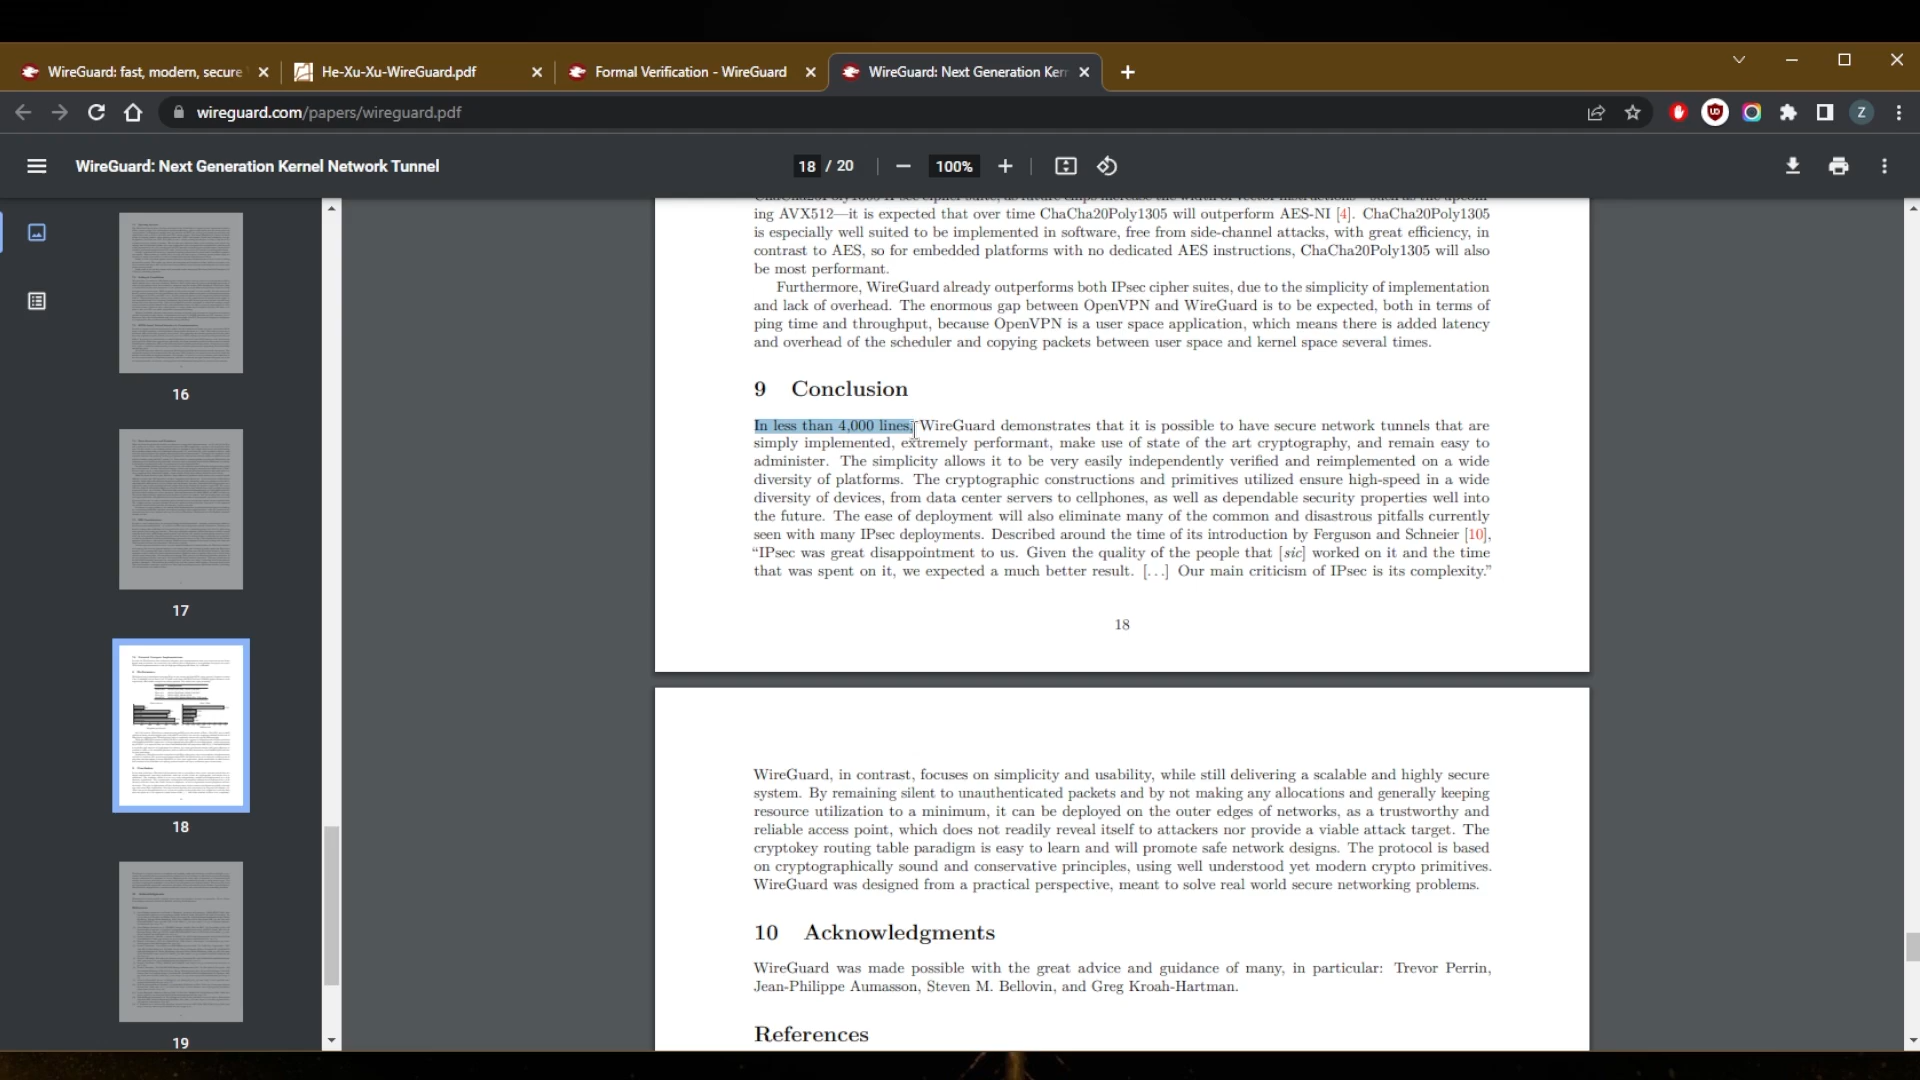 WireGuard: fast, modern, secure
He-Xu-Xu-WireGuard.pdf
Formal Verification - WireGuard
WireGuard: Next Generation Kerr
wireguard.com/papers/wireguard.pdf
Z
WireGuard: Next Generation Kernel Network Tunnel
18 / 20
100%
16
17
18
19
ing AVX512—it is expected that over time ChaCha20Poly1305 will outperform AES-NI [4]. ChaCha20Poly1305
is especially well suited to be implemented in software, free from side-channel attacks, with great efficiency, in
contrast to AES, so for embedded platforms with no dedicated AES instructions, ChaCha20Poly1305 will also
be most performant.
Furthermore, WireGuard already outperforms both IPsec cipher suites, due to the simplicity of implementation
and lack of overhead. The enormous gap between OpenVPN and WireGuard is to be expected, both in terms of
ping time and throughput, because OpenVPN is a user space application, which means there is added latency
and overhead of the scheduler and copying packets between user space and kernel space several times.
9 Conclusion
In less than 4,000 lines, WireGuard demonstrates that it is possible to have secure network tunnels that are
simply implemented, extremely performant, make use of state of the art cryptography, and remain easy to
administer. The simplicity allows it to be very easily independently verified and reimplemented on a wide
diversity of platforms. The cryptographic constructions and primitives utilized ensure high-speed in a wide
diversity of devices, from data center servers to cellphones, as well as dependable security properties well into
the future. The ease of deployment will also eliminate many of the common and disastrous pitfalls currently
seen with many IPsec deployments. Described around the time of its introduction by Ferguson and Schneier [10],
“IPsec was great disappointment to us. Given the quality of the people that [sic] worked on it and the time
that was spent on it, we expected a much better result. [...] Our main criticism of IPsec is its complexity.”
18
WireGuard, in contrast, focuses on simplicity and usability, while still delivering a scalable and highly secure
system. By remaining silent to unauthenticated packets and by not making any allocations and generally keeping
resource utilization to a minimum, it can be deployed on the outer edges of networks, as a trustworthy and
reliable access point, which does not readily reveal itself to attackers nor provide a viable attack target. The
cryptokey routing table paradigm is easy to learn and will promote safe network designs. The protocol is based
on cryptographically sound and conservative principles, using well understood yet modern crypto primitives.
WireGuard was designed from a practical perspective, meant to solve real world secure networking problems.
10 Acknowledgments
WireGuard was made possible with the great advice and guidance of many, in particular: Trevor Perrin,
Jean-Philippe Aumasson, Steven M. Bellovin, and Greg Kroah-Hartman.
References